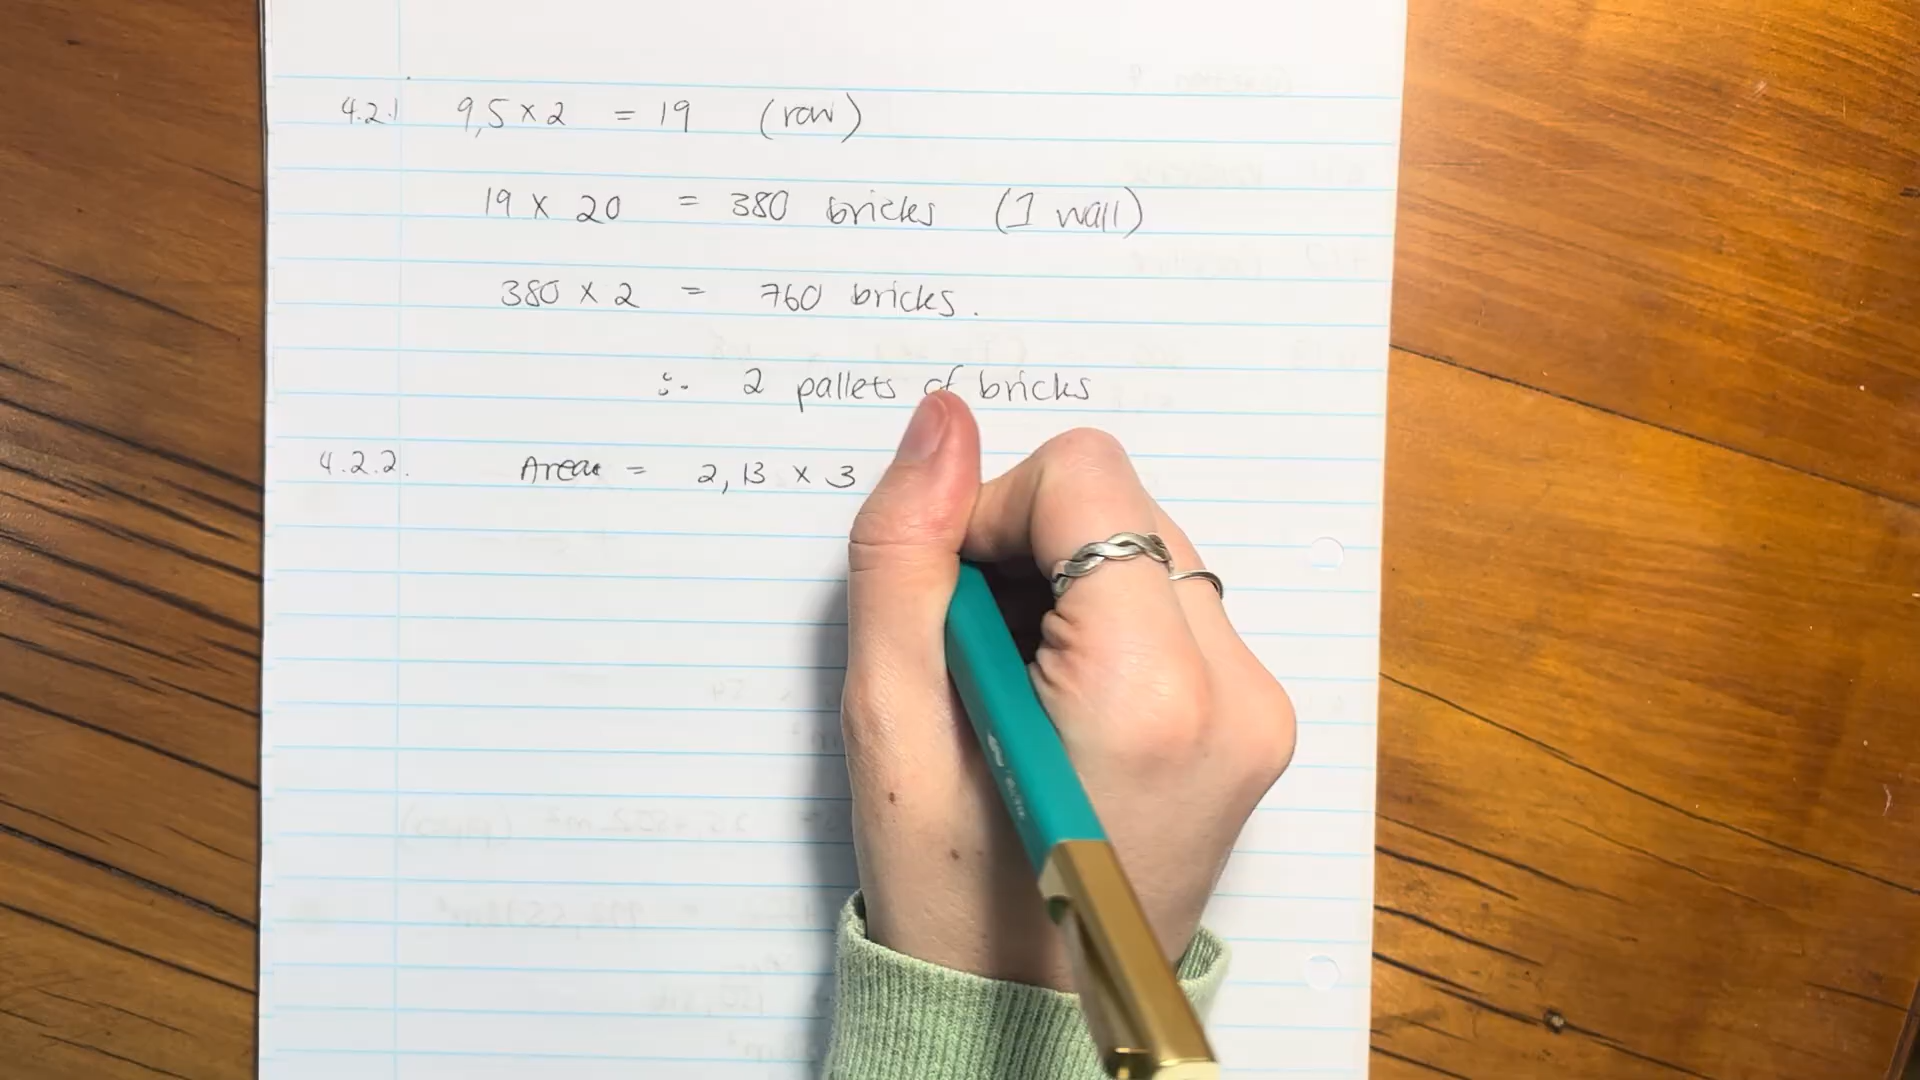 4.2.1 9,5 x 2 = 19 (row)
19 x 20 = 380 bricks (1 wall)
380 x 2 = 760 bricks.
∴ 2 pallets of bricks
4.2.2. Area = 2,13 x 3